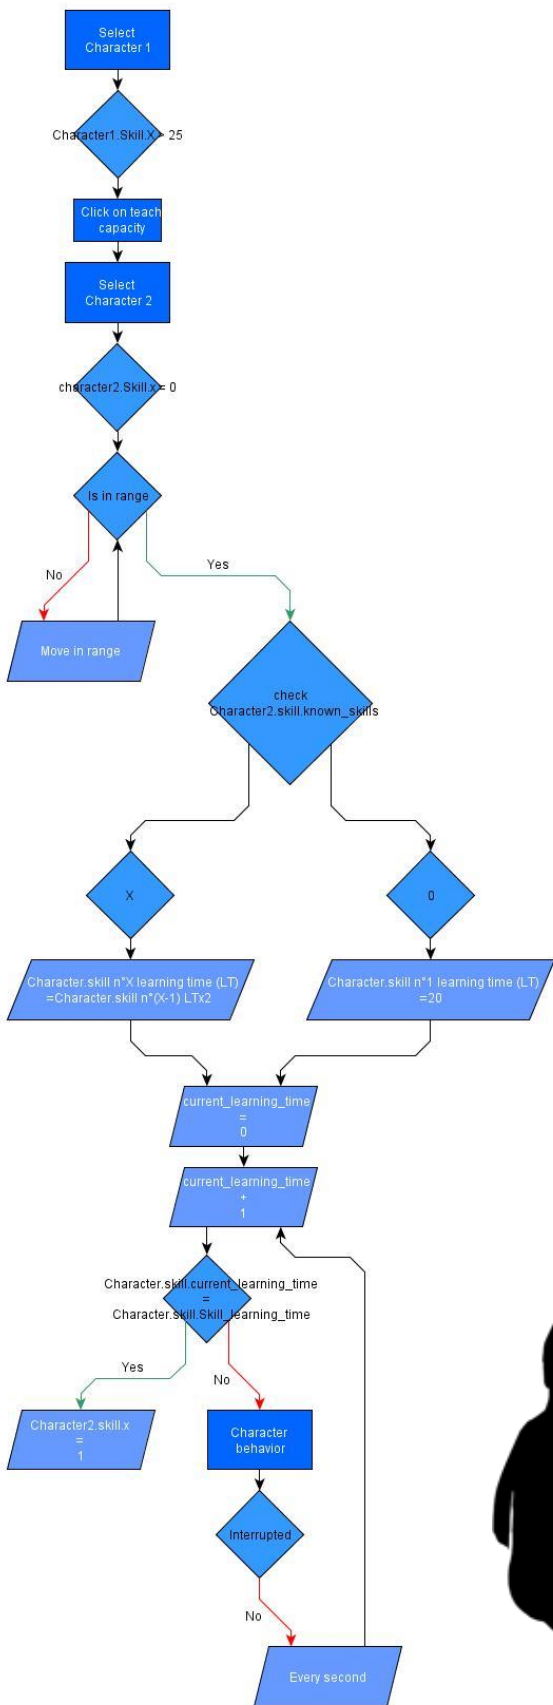 Select
Character 1
Character1.Skill.X > 25
Click on teach
capacity
Select
Character 2
character2.Skill.x = 0
Is in range
No
Yes
Move in range
check
Character2.skill.known_skills
X
0
Character.skill n°X learning time (LT)
=Character.skill n°(X-1) LTx2
Character.skill n°1 learning time (LT)
=20
current_learning_time
=
0
current_learning_time
+
1
Character.skill.current_learning_time
=
Character.skill.Skill_learning_time
Yes
No
Character2.skill.x
=
1
Character
behavior
Interrupted
No
Every second